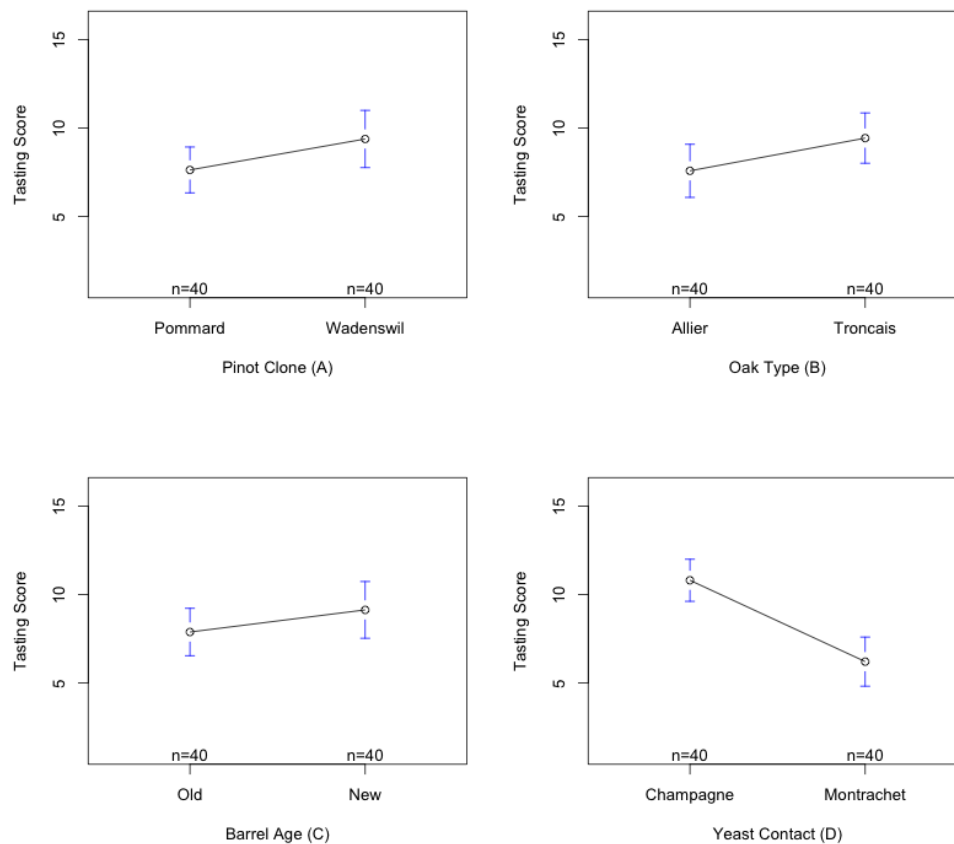 Tasting Score
15
10
5
n=40 n=40
Pommard Wadenswil
Pinot Clone (A)
Tasting Score
15
10
5
n=40 n=40
Allier Troncais
Oak Type (B)
Tasting Score
15
10
5
n=40 n=40
Old New
Barrel Age (C)
Tasting Score
15
10
5
n=40 n=40
Champagne Montrachet
Yeast Contact (D)